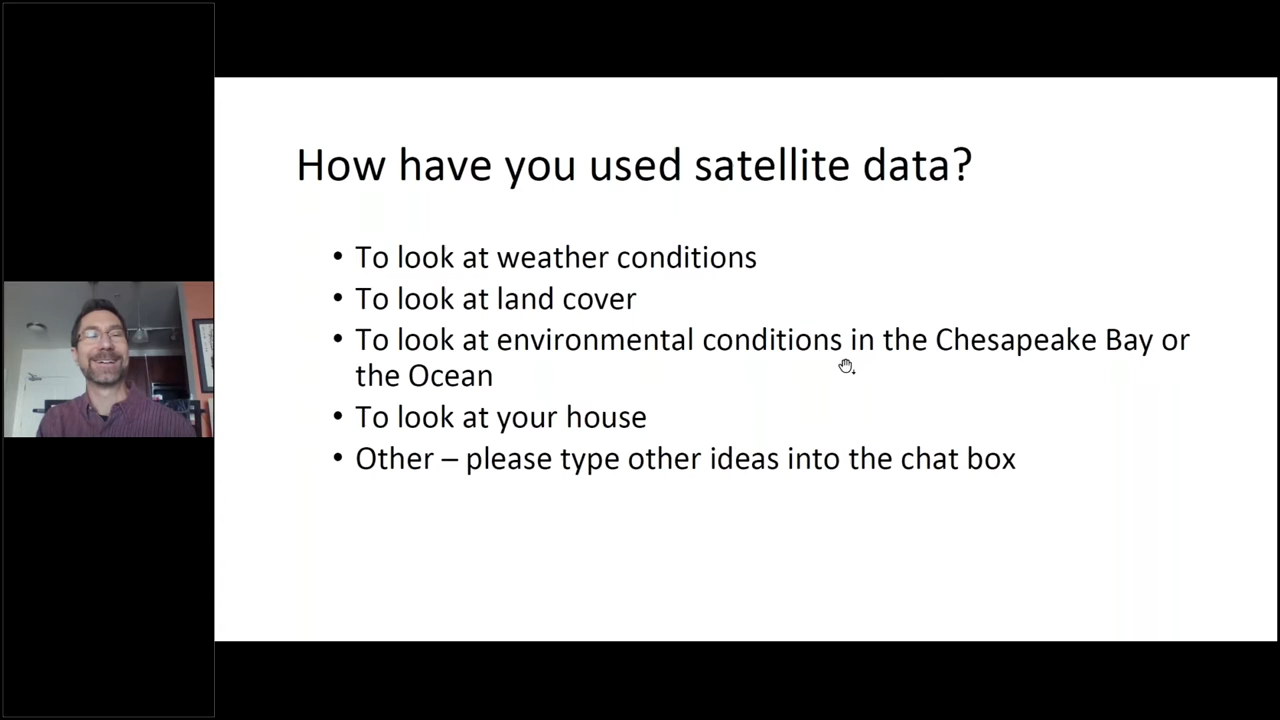 How have you used satellite data?
• To look at weather conditions
• To look at land cover
• To look at environmental conditions in the Chesapeake Bay or
the Ocean
• To look at your house
• Other – please type other ideas into the chat box